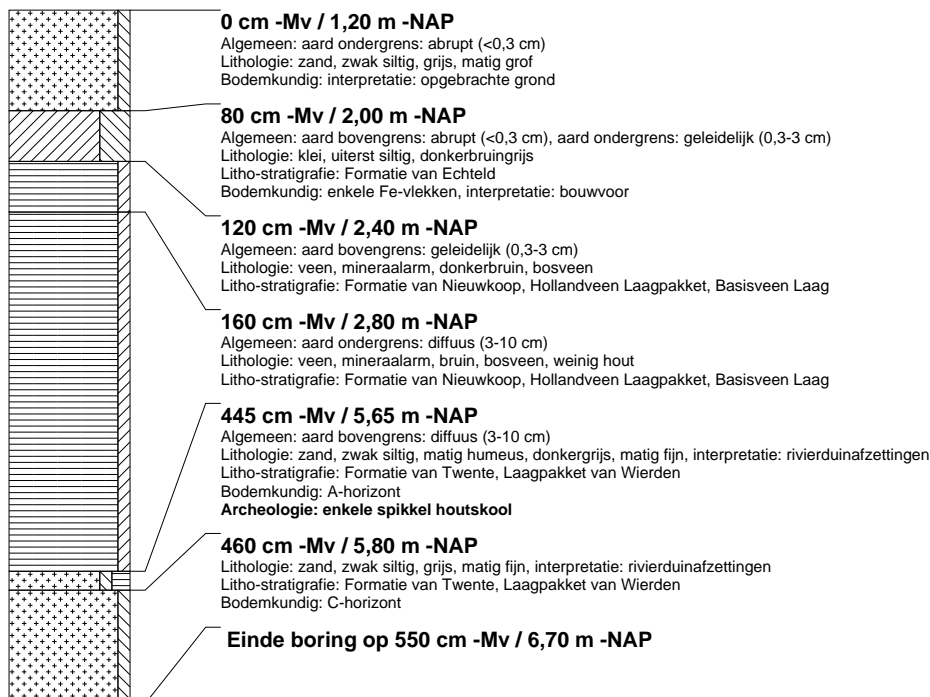 0 cm -Mv / 1,20 m -NAP
Algemeen: aard ondergrens: abrupt (<0,3 cm)
Lithologie: zand, zwak siltig, grijs, matig grof
Bodemkundig: interpretatie: opgebrachte grond
80 cm -Mv / 2,00 m -NAP
Algemeen: aard bovengrens: abrupt (<0,3 cm), aard ondergrens: geleidelijk (0,3-3 cm)
Lithologie: klei, uiterst siltig, donkerbruingrijs
Litho-stratigrafie: Formatie van Echteld
Bodemkundig: enkele Fe-vlekken, interpretatie: bouwvoor
120 cm -Mv / 2,40 m -NAP
Algemeen: aard bovengrens: geleidelijk (0,3-3 cm)
Lithologie: veen, mineraalarm, donkerbruin, bosveen
Litho-stratigrafie: Formatie van Nieuwkoop, Hollandveen Laagpakket, Basisveen Laag
160 cm -Mv / 2,80 m -NAP
Algemeen: aard ondergrens: diffuus (3-10 cm)
Lithologie: veen, mineraalarm, bruin, bosveen, weinig hout
Litho-stratigrafie: Formatie van Nieuwkoop, Hollandveen Laagpakket, Basisveen Laag
445 cm -Mv / 5,65 m -NAP
Algemeen: aard bovengrens: diffuus (3-10 cm)
Lithologie: zand, zwak siltig, matig humeus, donkergrijs, matig fijn, interpretatie: rivierduinafzettingen
Litho-stratigrafie: Formatie van Twente, Laagpakket van Wierden
Bodemkundig: A-horizont
Archeologie: enkele spikkel houtskool
460 cm -Mv / 5,80 m -NAP
Lithologie: zand, zwak siltig, grijs, matig fijn, interpretatie: rivierduinafzettingen
Litho-stratigrafie: Formatie van Twente, Laagpakket van Wierden
Bodemkundig: C-horizont
Einde boring op 550 cm -Mv / 6,70 m -NAP